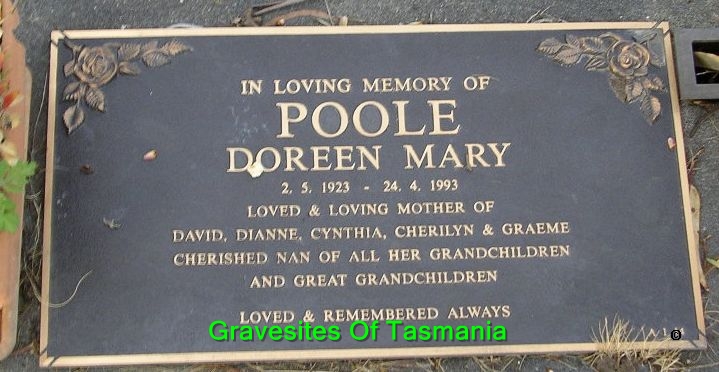 IN LOVING MEMORY OF
POOLE
DOREEN MARY
2. 5. 1923 - 24. 4. 1993
LOVED & LOVING MOTHER OF
DAVID, DIANNE, CYNTHIA, CHERILYN & GRAEME
CHERISHED NAN OF ALL HER GRANDCHILDREN
AND GREAT GRANDCHILDREN
LOVED & REMEMBERED ALWAYS
Gravesites Of Tasmania